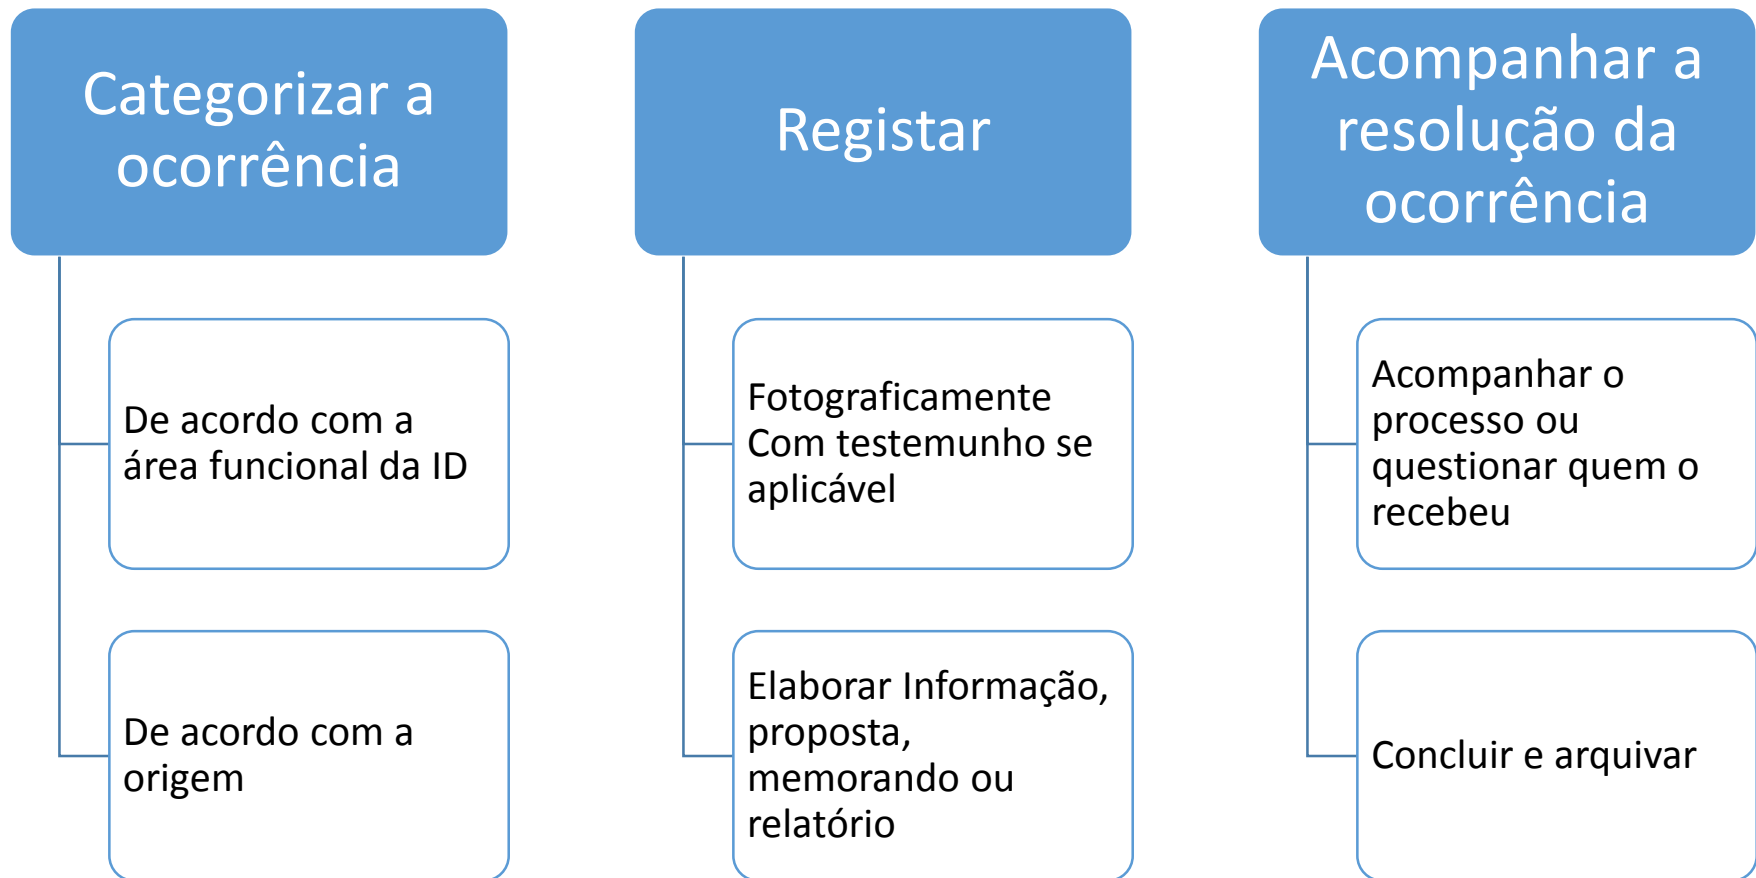 Categorizar a
ocorrência
De acordo com a
área funcional da ID
De acordo com a
origem
Registar
Fotograficamente
Com testemunho se
aplicável
Elaborar Informação,
proposta,
memorando ou
relatório
Acompanhar a
resolução da
ocorrência
Acompanhar o
processo ou
questionar quem o
recebeu
Concluir e arquivar